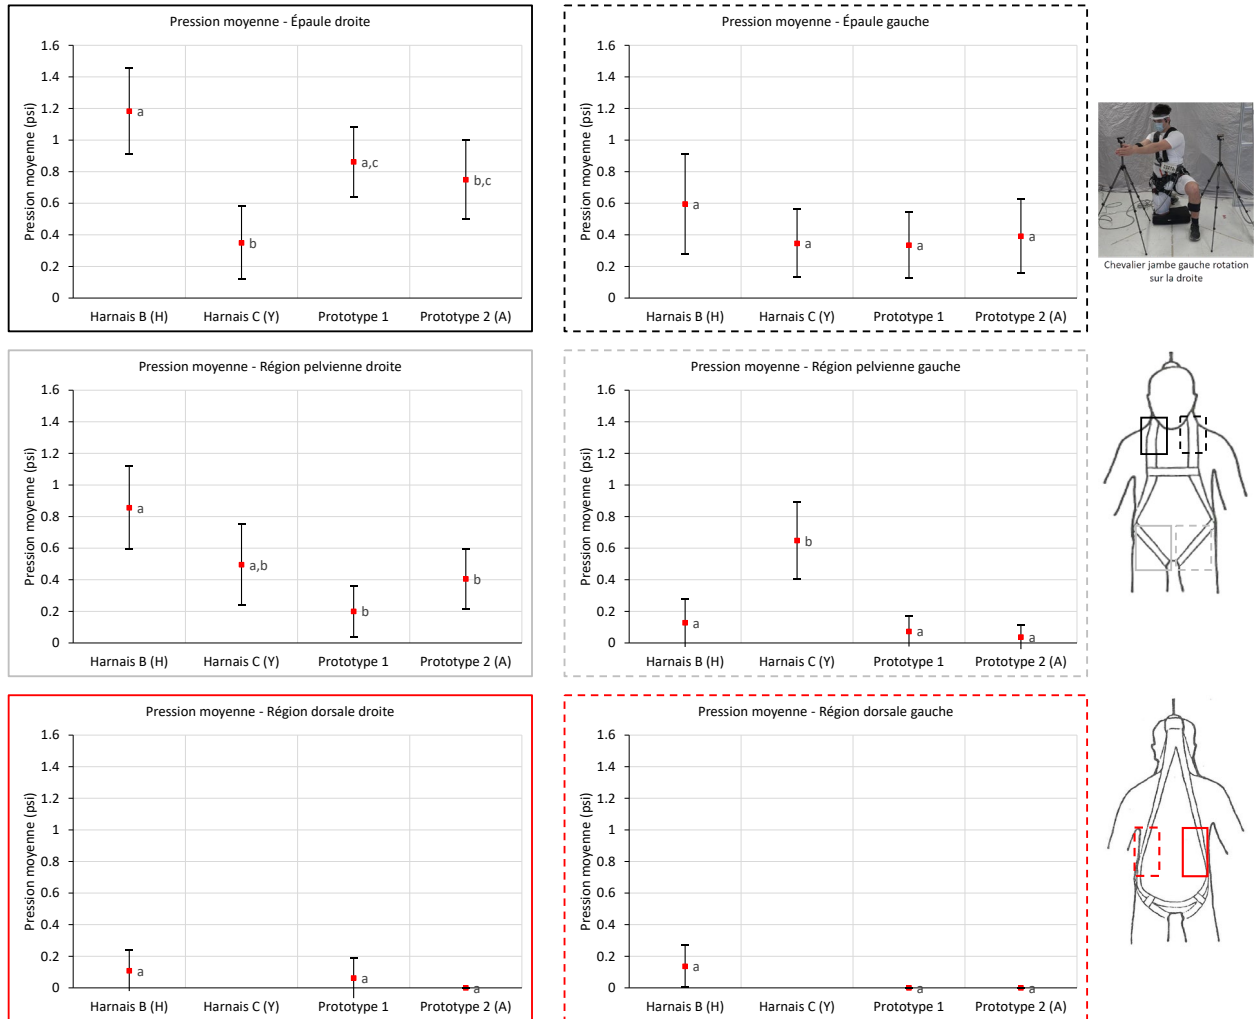 Pression moyenne - Épaule droite
Pression moyenne (psi)
1.6
1.4
1.2
1
0.8
0.6
0.4
0.2
0
a
b
a,c
b,c
Harnais B (H) Harnais C (Y) Prototype 1 Prototype 2 (A)
Pression moyenne - Épaule gauche
Pression moyenne (psi)
1.6
1.4
1.2
1
0.8
0.6
0.4
0.2
0
a
a
a
a
Harnais B (H) Harnais C (Y) Prototype 1 Prototype 2 (A)
Chevalier jambe gauche rotation
sur la droite
Pression moyenne - Région pelvienne droite
Pression moyenne (psi)
1.6
1.4
1.2
1
0.8
0.6
0.4
0.2
0
a
a,b
b
b
Harnais B (H) Harnais C (Y) Prototype 1 Prototype 2 (A)
Pression moyenne - Région pelvienne gauche
Pression moyenne (psi)
1.6
1.4
1.2
1
0.8
0.6
0.4
0.2
0
a
b
a
a
Harnais B (H) Harnais C (Y) Prototype 1 Prototype 2 (A)
Pression moyenne - Région dorsale droite
Pression moyenne (psi)
1.6
1.4
1.2
1
0.8
0.6
0.4
0.2
0
a
a
a
Harnais B (H) Harnais C (Y) Prototype 1 Prototype 2 (A)
Pression moyenne - Région dorsale gauche
Pression moyenne (psi)
1.6
1.4
1.2
1
0.8
0.6
0.4
0.2
0
a
a
a
Harnais B (H) Harnais C (Y) Prototype 1 Prototype 2 (A)